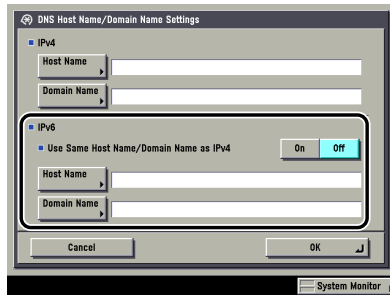 DNS Host Name/Domain Name Settings
IPv4
Host Name
Domain Name
IPv6
Use Same Host Name/Domain Name as IPv4 On Off
Host Name
Domain Name
Cancel OK
System Monitor